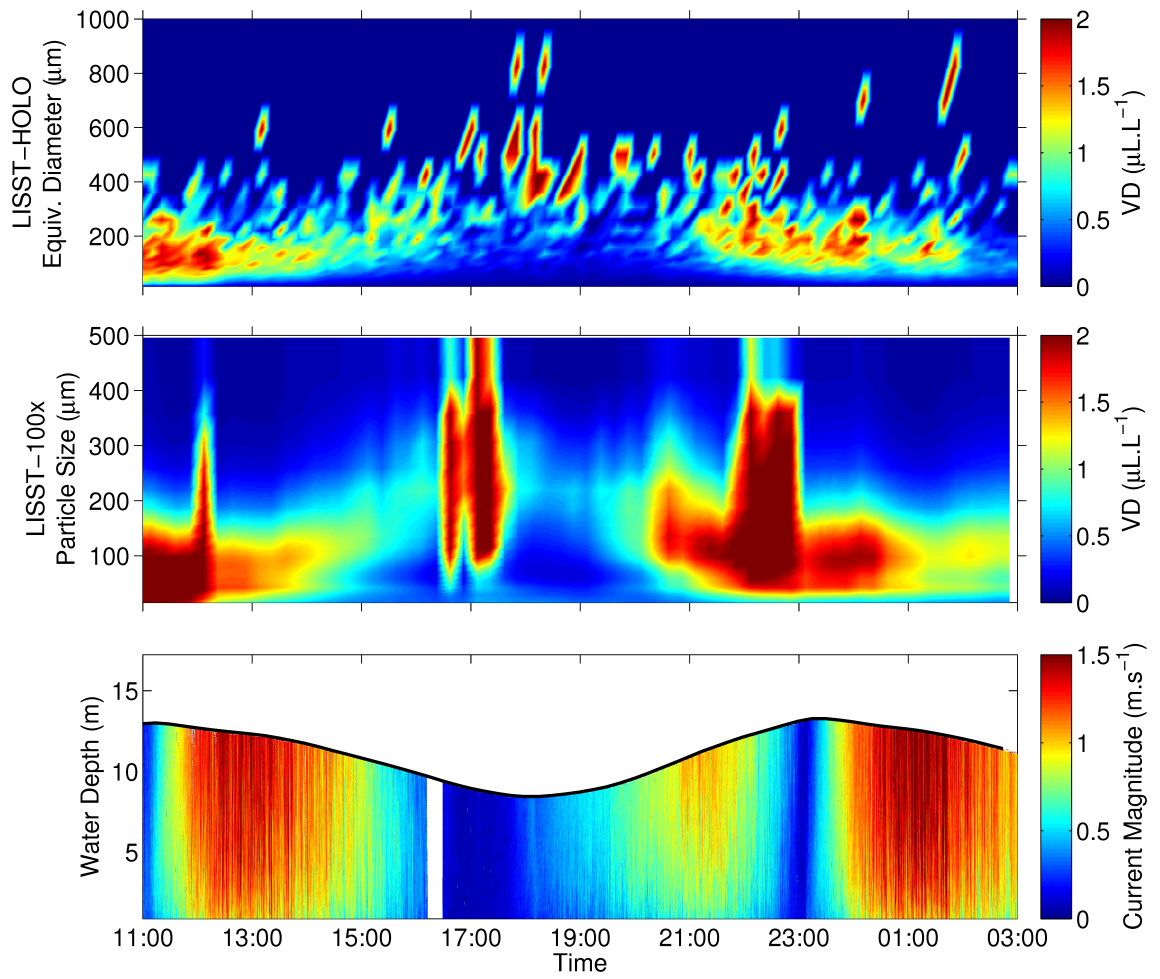 1000
800
600
400
200
LISST−HOLO
Equiv. Diameter (μm)
2
1.5
1
0.5
0
VD (μL.L⁻¹)
500
400
300
200
100
LISST−100x
Particle Size (μm)
2
1.5
1
0.5
0
VD (μL.L⁻¹)
15
10
5
Water Depth (m)
1.5
1
0.5
0
Current Magnitude (m.s⁻¹)
11:00 13:00 15:00 17:00 19:00 21:00 23:00 01:00 03:00
Time